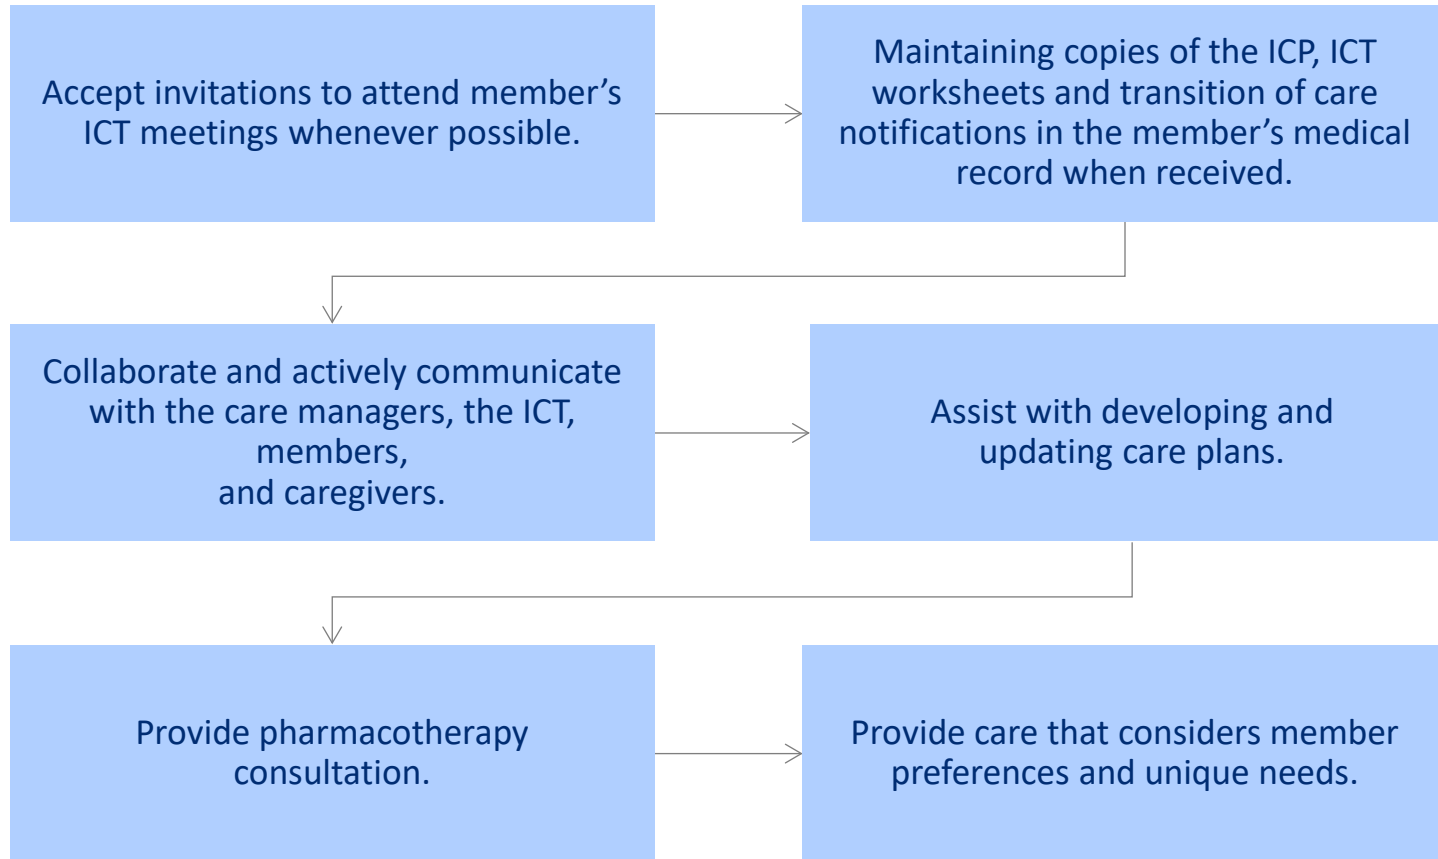 Accept invitations to attend member’s
ICT meetings whenever possible.
Maintaining copies of the ICP, ICT
worksheets and transition of care
notifications in the member’s medical
record when received.
Collaborate and actively communicate
with the care managers, the ICT,
members,
and caregivers.
Assist with developing and
updating care plans.
Provide pharmacotherapy
consultation.
Provide care that considers member
preferences and unique needs.